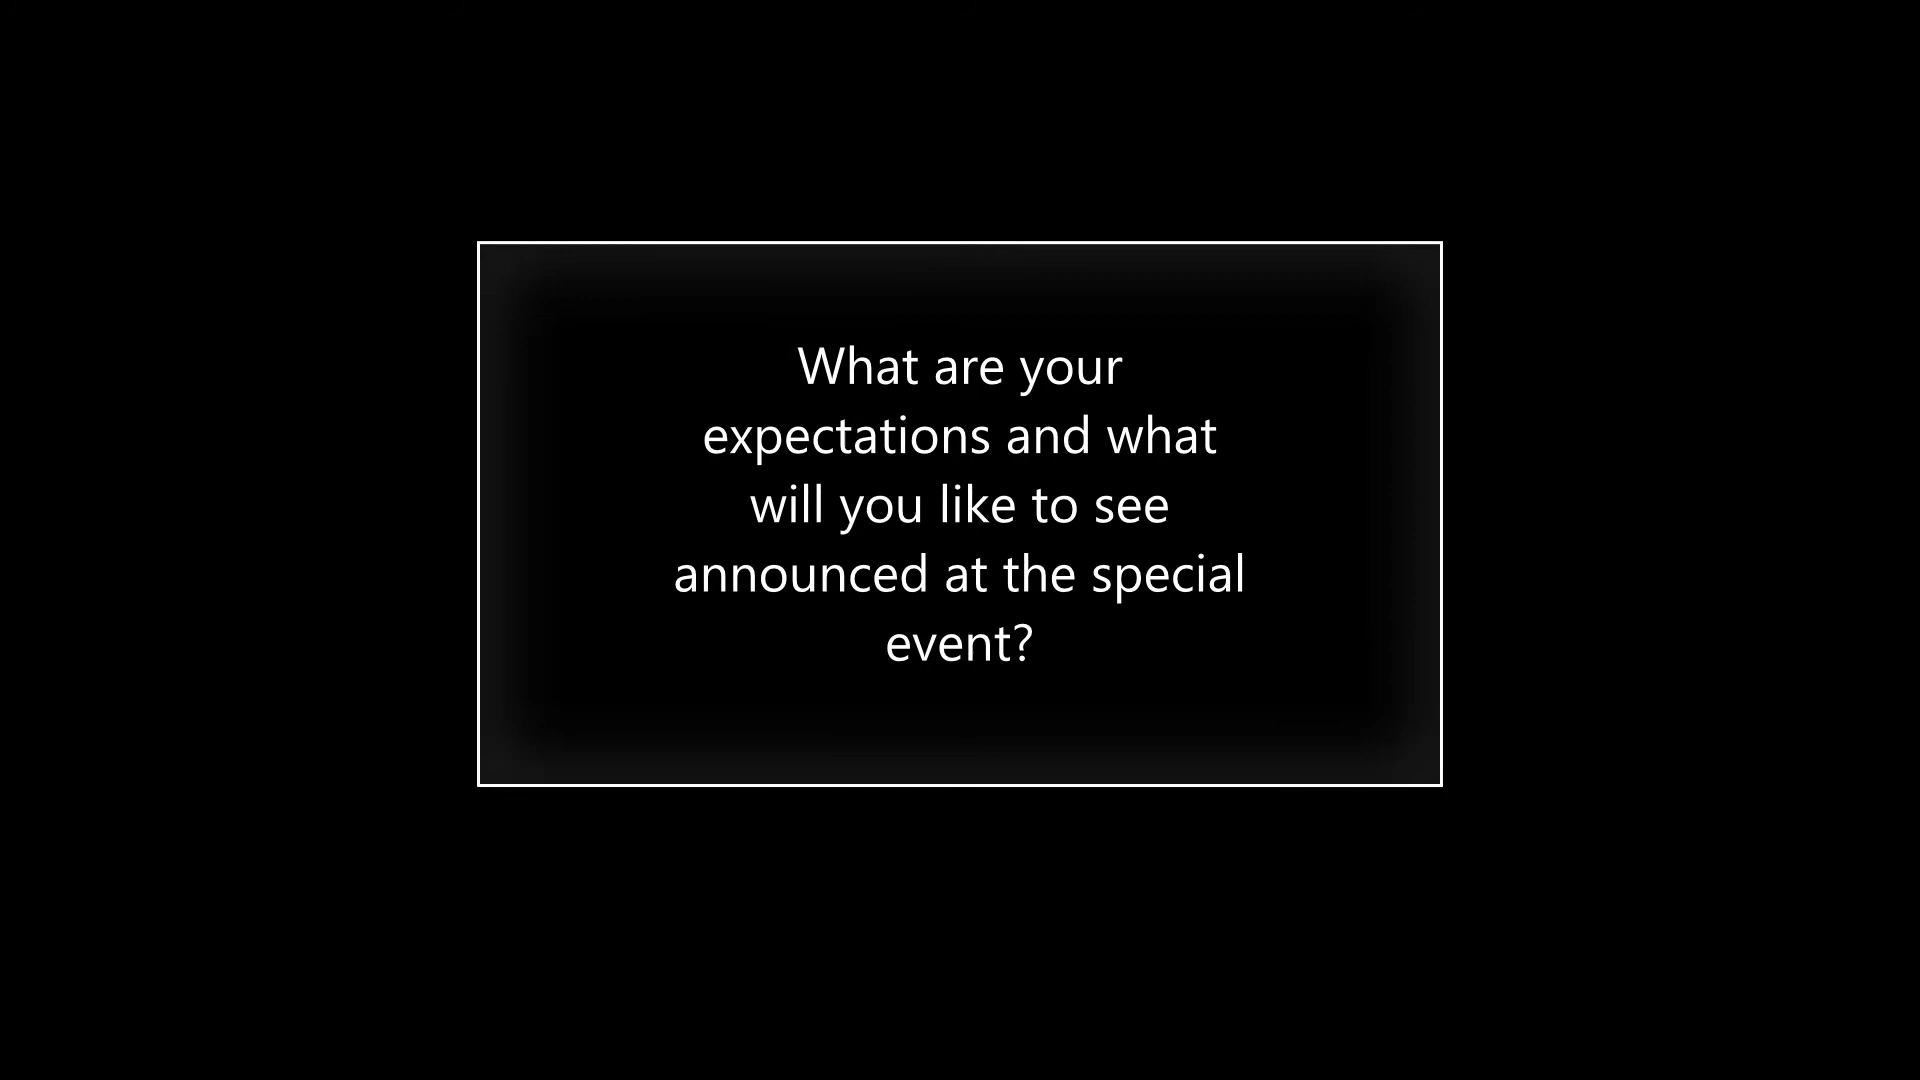 What are your
expectations and what
will you like to see
announced at the special
event?